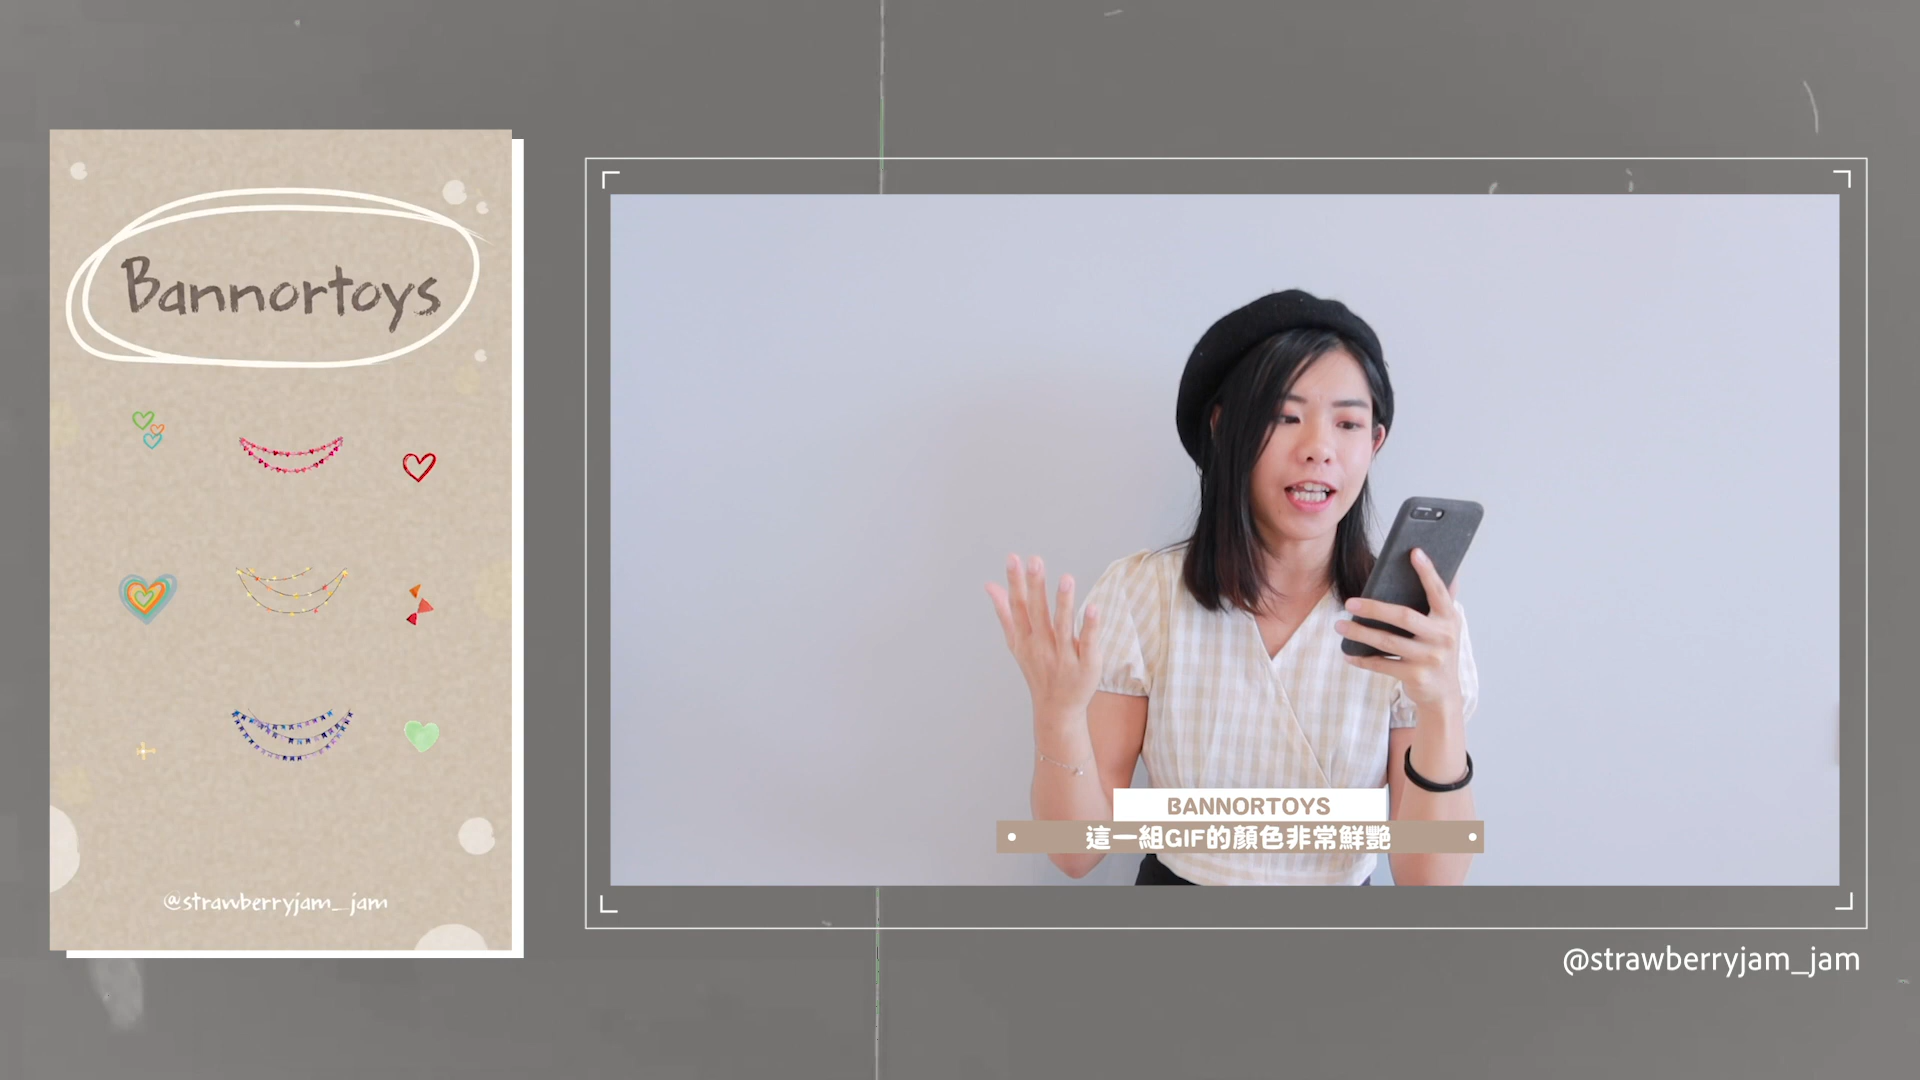 Bannortoys
@strawberryjam_jam
BANNORTOYS
這一組GIF的顏色非常鮮艷
@strawberryjam_jam